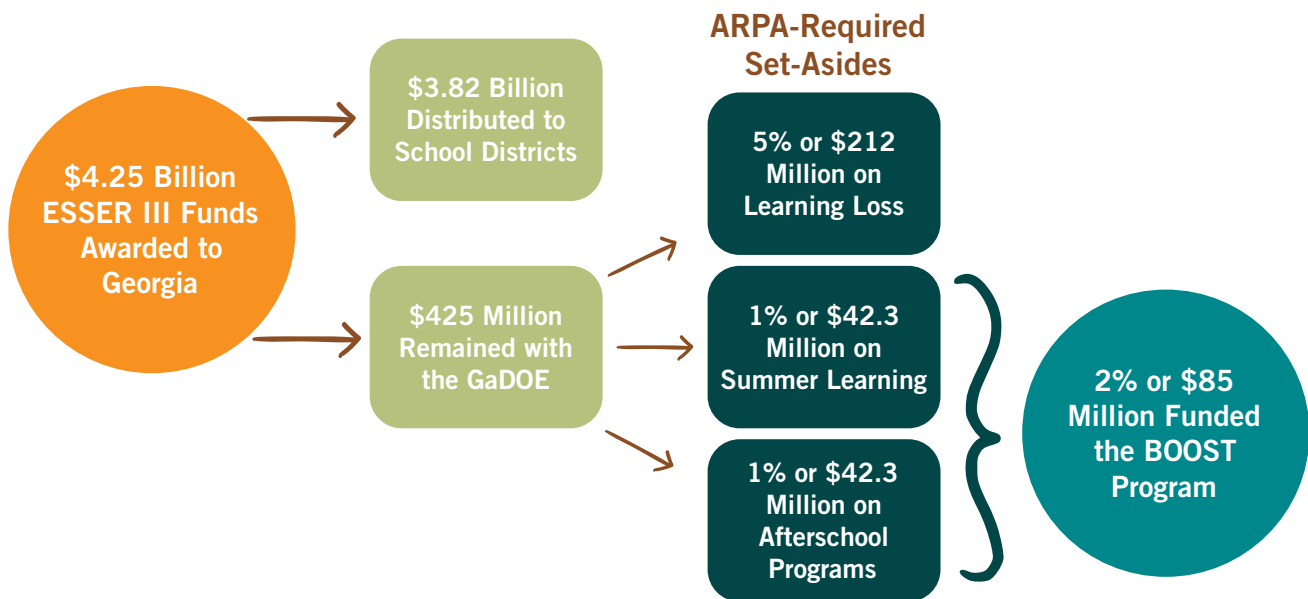 $4.25 Billion
ESSER III Funds
Awarded to
Georgia
$3.82 Billion
Distributed to
School Districts
$425 Million
Remained with
the GaDOE
ARPA-Required
Set-Asides
5% or $212
Million on
Learning Loss
1% or $42.3
Million on
Summer Learning
1% or $42.3
Million on
Afterschool
Programs
2% or $85
Million Funded
the BOOST
Program